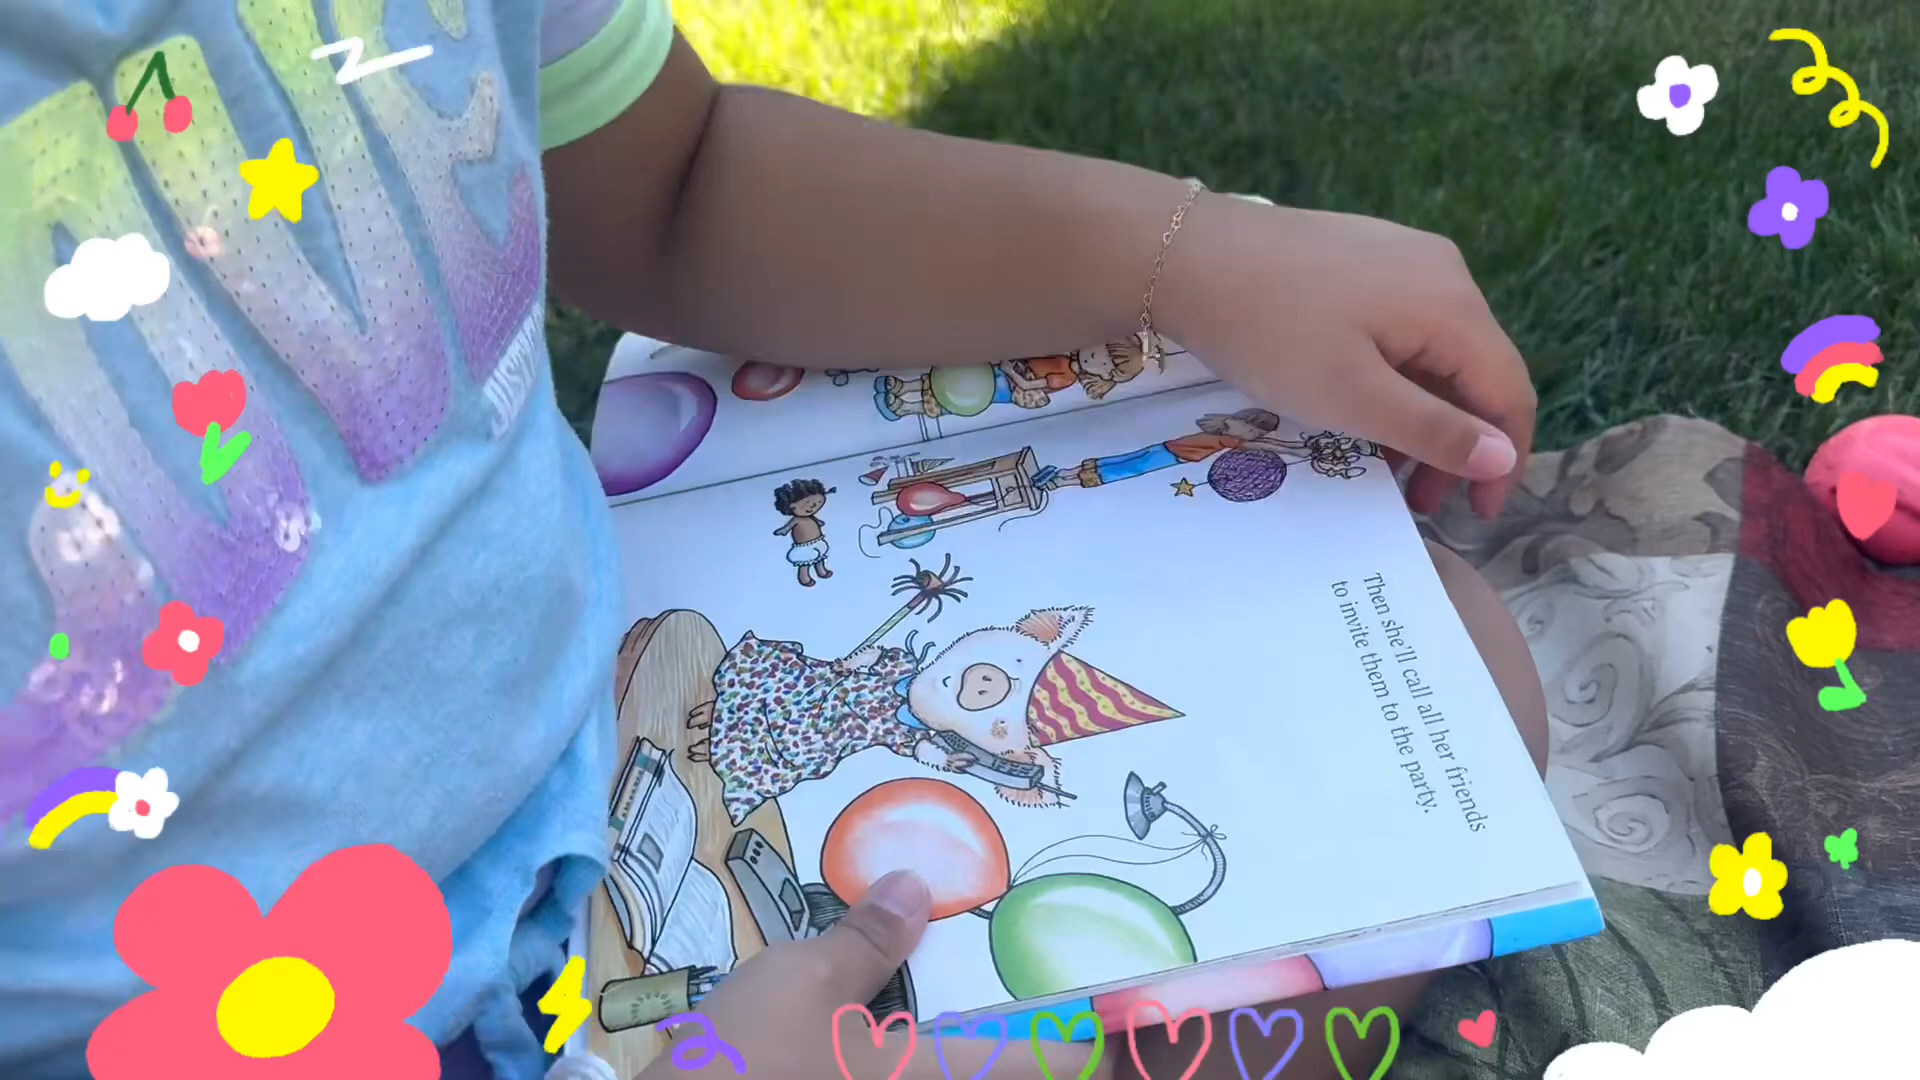 Then she'll call all her friends
to invite them to the party.